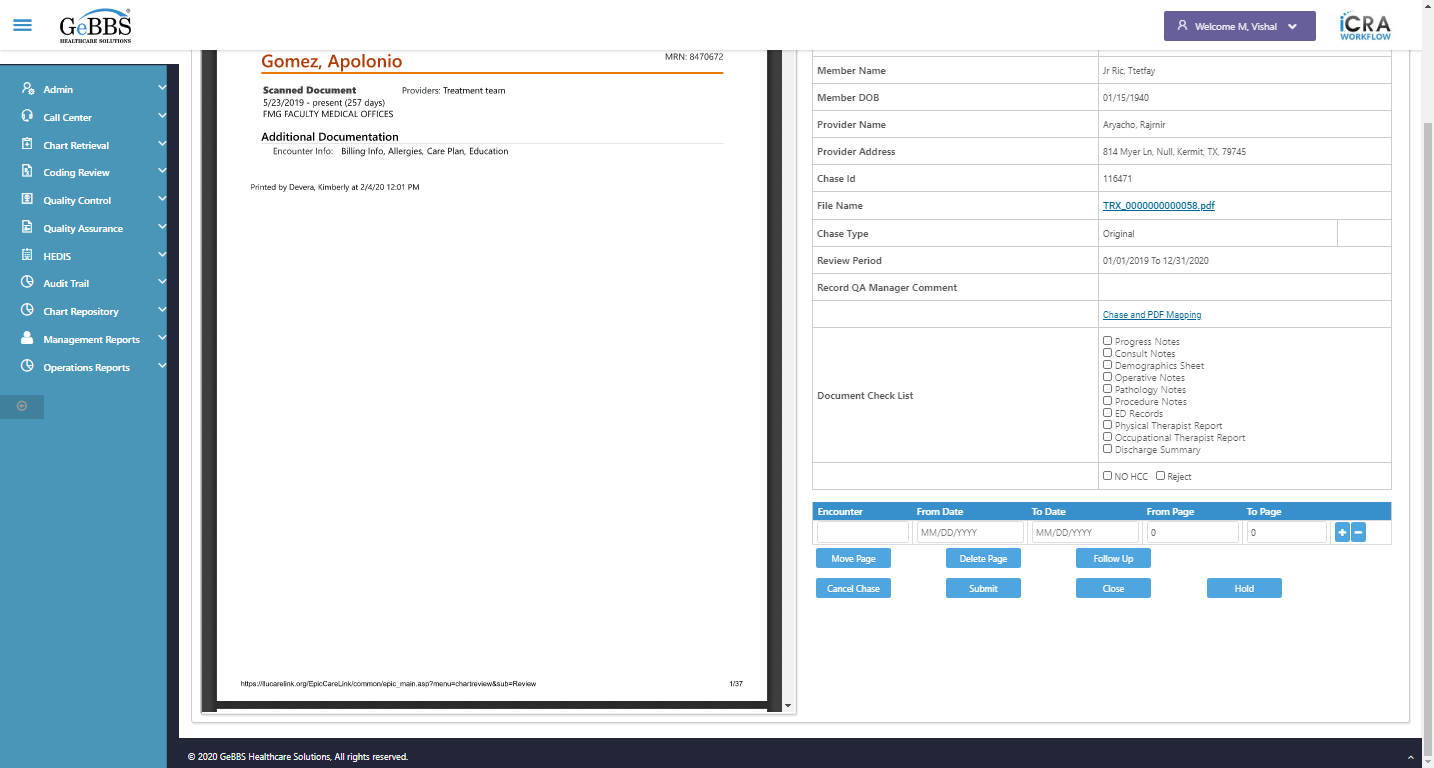 GeBBS
HEALTHCARE SOLUTIONS
Welcome M, Vishal
iCRA
WORKFLOW
Admin
Call Center
Chart Retrieval
Coding Review
Quality Control
Quality Assurance
HEDIS
Audit Trail
Chart Repository
Management Reports
Operations Reports
Gomez, Apolonio
MRN: 8470672
Scanned Document
Providers: Treatment team
5/23/2019 - present (257 days)
FMG FACULTY MEDICAL OFFICES
Additional Documentation
Encounter Info: Billing Info, Allergies, Care Plan, Education
Printed by Devera, Kimberly at 2/4/20 12:01 PM
https://llucarelink.org/EpicCareLink/common/epic_main.asp?menu=chartreview&sub=Review
1/37
Member Name Jr Ric, Ttetfay
Member DOB 01/15/1940
Provider Name Aryacho, Rajrnir
Provider Address 814 Myer Ln, Null, Kermit, TX, 79745
Chase Id 116471
File Name TRX_0000000000058.pdf
Chase Type Original
Review Period 01/01/2019 To 12/31/2020
Record QA Manager Comment
Chase and PDF Mapping
Document Check List
Progress Notes
Consult Notes
Demographics Sheet
Operative Notes
Pathology Notes
Procedure Notes
ED Records
Physical Therapist Report
Occupational Therapist Report
Discharge Summary
NO HCC Reject
Encounter From Date To Date From Page To Page
MM/DD/YYYY MM/DD/YYYY 0 0
Move Page Delete Page Follow Up
Cancel Chase Submit Close Hold
© 2020 GeBBS Healthcare Solutions, All rights reserved.